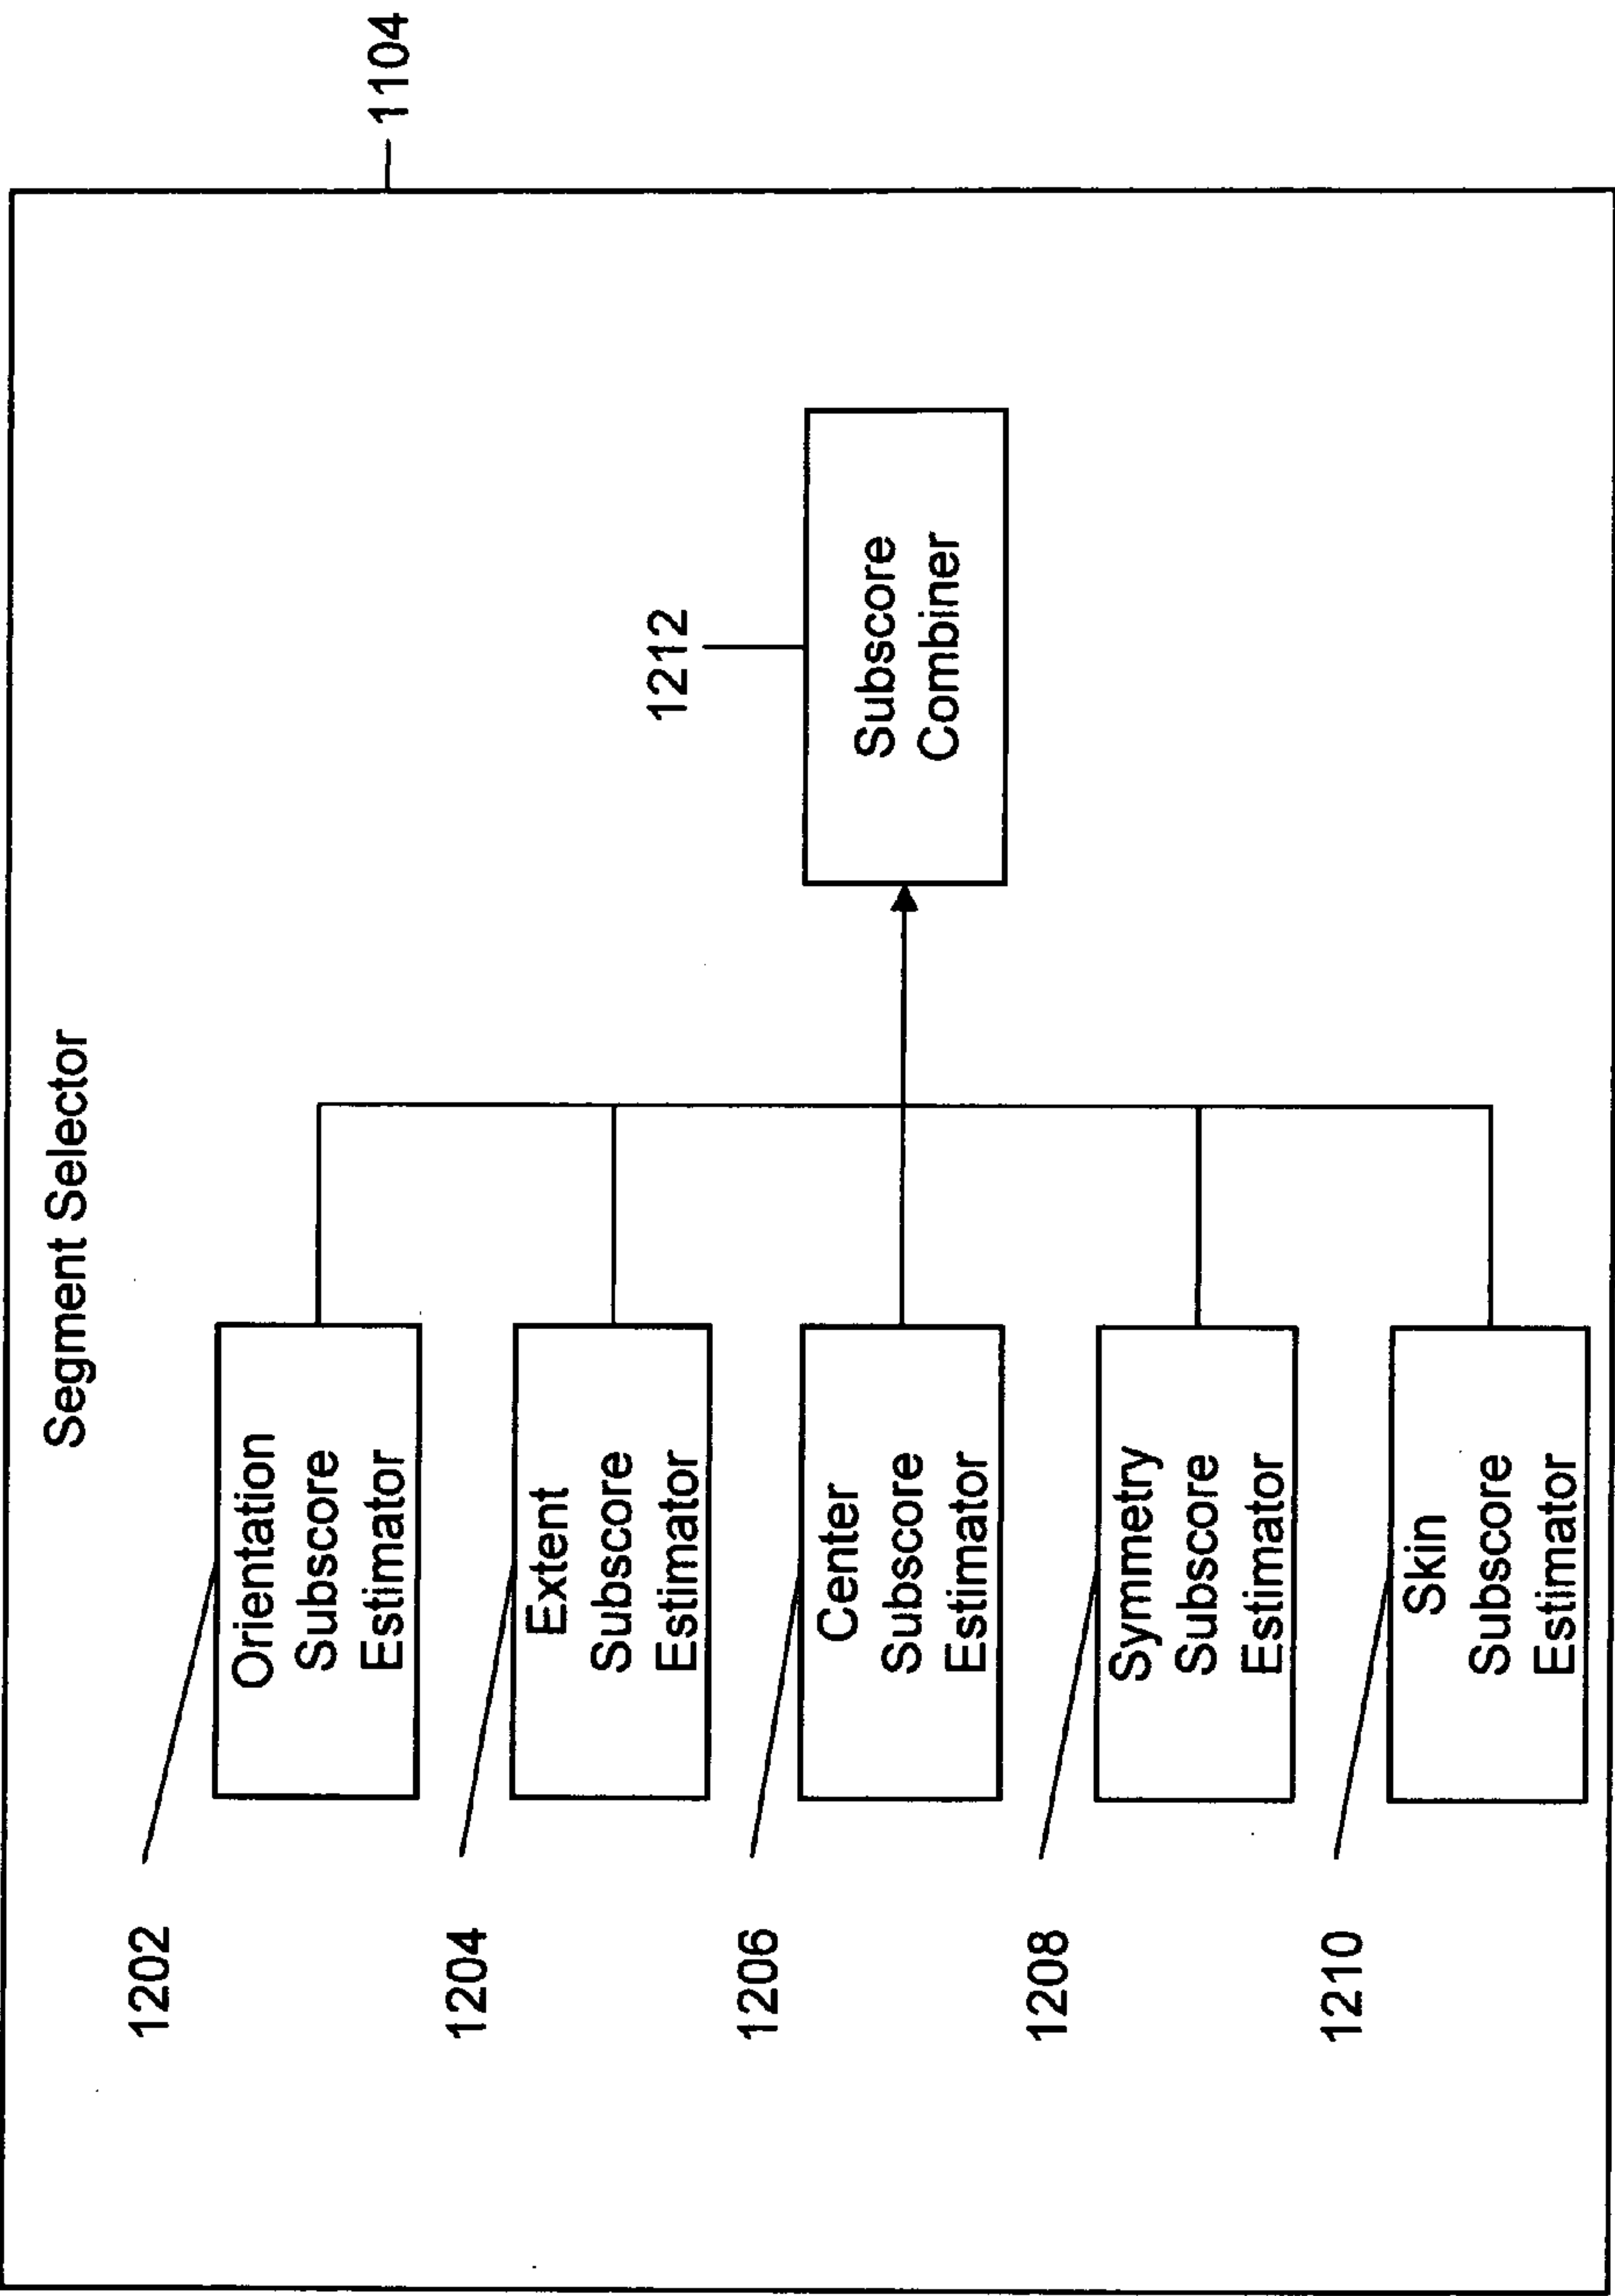 Segment Selector
1104
1202
Orientation
Subscore
Estimator
1204
Extent
Subscore
Estimator
1206
Center
Subscore
Estimator
1208
Symmetry
Subscore
Estimator
1210
Skin
Subscore
Estimator
1212
Subscore
Combiner